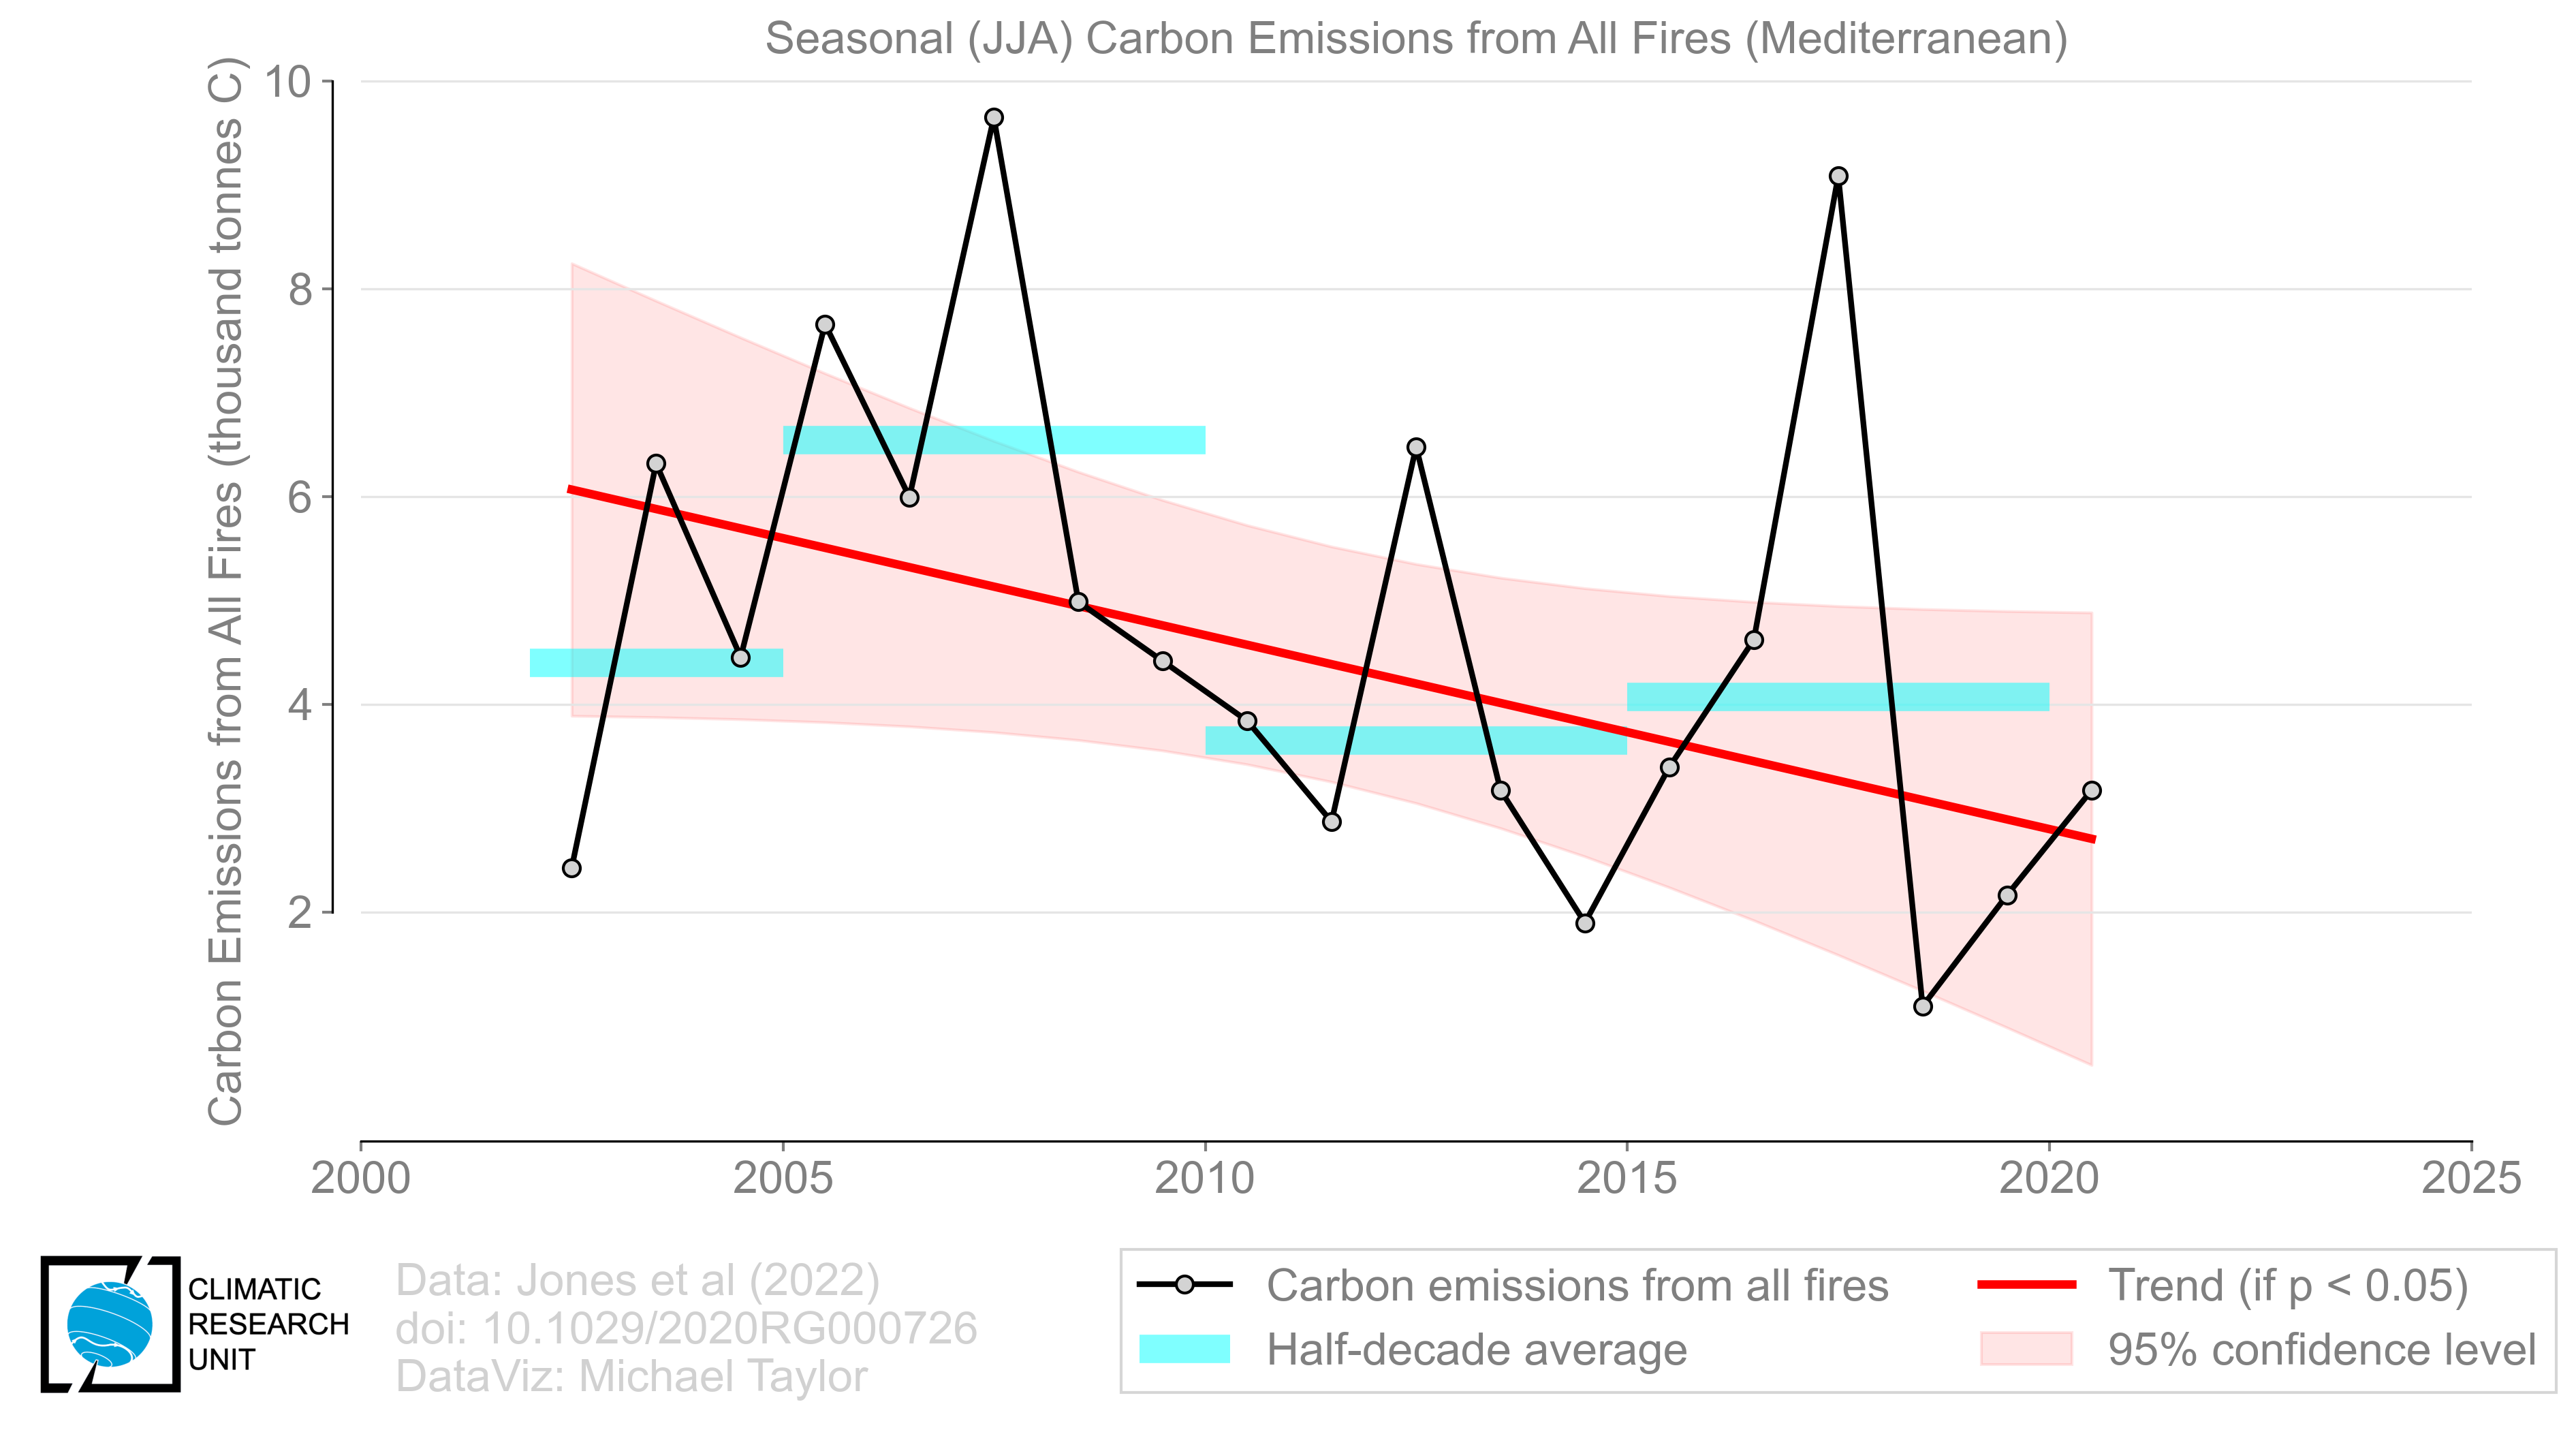 Seasonal (JJA) Carbon Emissions from All Fires (Mediterranean)
Carbon Emissions from All Fires (thousand tonnes C)
10
8
6
4
2
2000 2005 2010 2015 2020 2025
CLIMATIC
RESEARCH
UNIT
Data: Jones et al (2022)
doi: 10.1029/2020RG000726
DataViz: Michael Taylor
Carbon emissions from all fires
Half-decade average
Trend (if p < 0.05)
95% confidence level